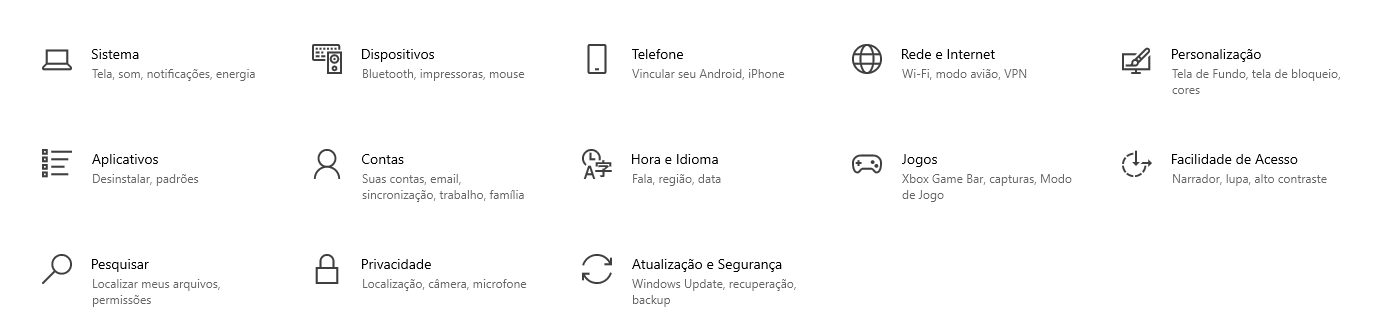 Sistema
Tela, som, notificações, energia
Dispositivos
Bluetooth, impressoras, mouse
Telefone
Vincular seu Android, iPhone
Rede e Internet
Wi-Fi, modo avião, VPN
Personalização
Tela de Fundo, tela de bloqueio,
cores
Aplicativos
Desinstalar, padrões
Contas
Suas contas, email,
sincronização, trabalho, família
Hora e Idioma
Fala, região, data
Jogos
Xbox Game Bar, capturas, Modo
de Jogo
Facilidade de Acesso
Narrador, lupa, alto contraste
Pesquisar
Localizar meus arquivos,
permissões
Privacidade
Localização, câmera, microfone
Atualização e Segurança
Windows Update, recuperação,
backup